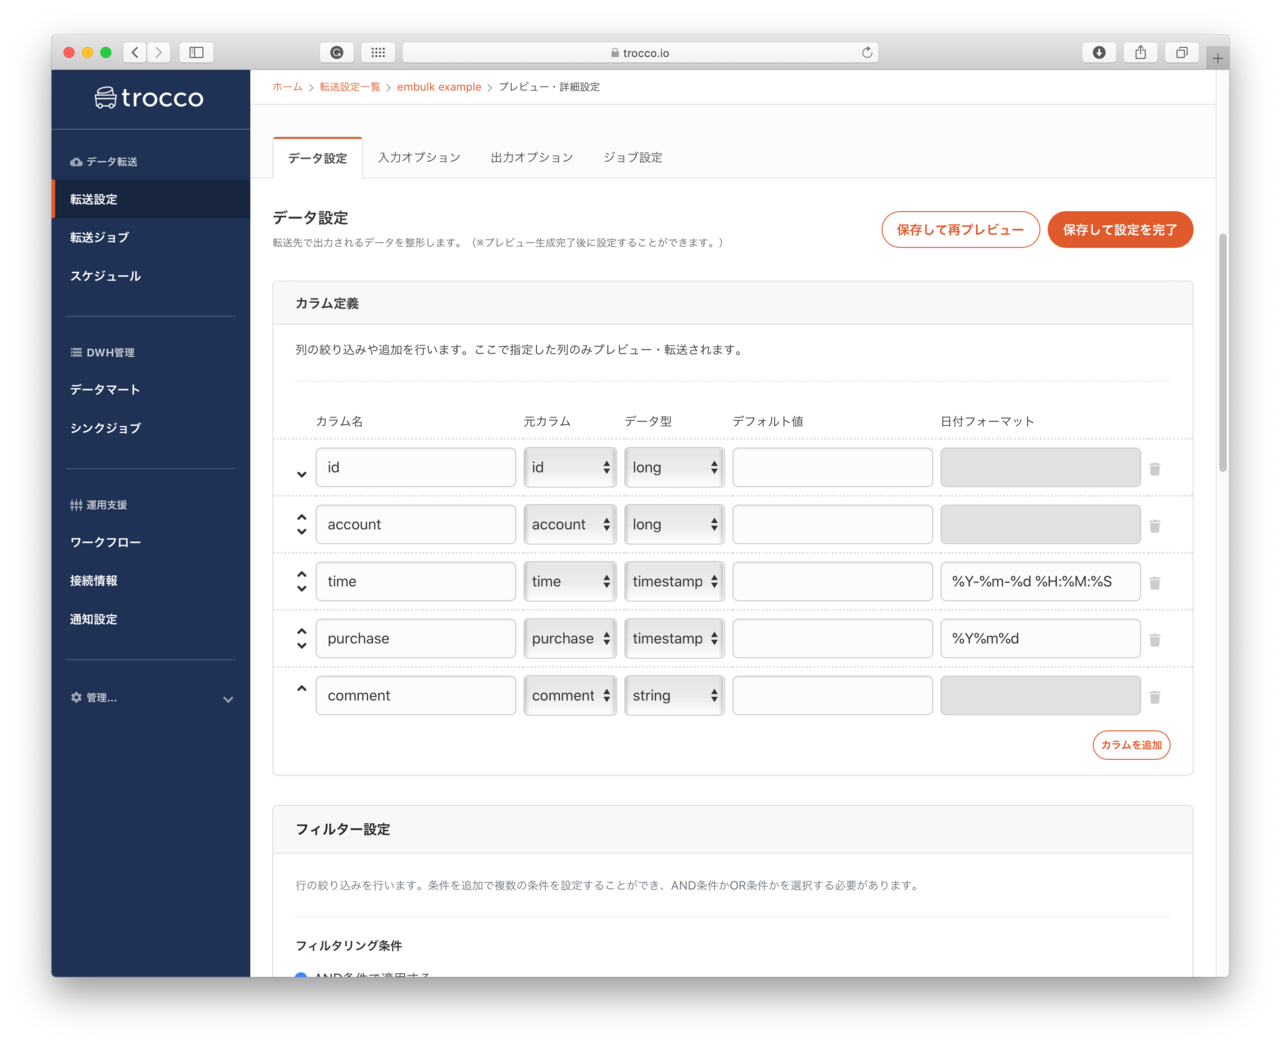 trocco.io
trocco
ホーム > 転送設定一覧 > embulk example > プレビュー・詳細設定
データ転送
転送設定
転送ジョブ
スケジュール
DWH管理
データマート
シンクジョブ
運用支援
ワークフロー
接続情報
通知設定
管理...
データ設定 入力オプション 出力オプション ジョブ設定
データ設定
転送先で出力されるデータを整形します。（※プレビュー生成完了後に設定することができます。）
保存して再プレビュー 保存して設定を完了
カラム定義
列の絞り込みや追加を行います。ここで指定した列のみプレビュー・転送されます。
カラム名 元カラム データ型 デフォルト値 日付フォーマット
id id long
account account long
time time timestamp %Y-%m-%d %H:%M:%S
purchase purchase timestamp %Y%m%d
comment comment string
カラムを追加
フィルター設定
行の絞り込みを行います。条件を追加で複数の条件を設定することができ、AND条件かOR条件かを選択する必要があります。
フィルタリング条件
AND条件で適用する